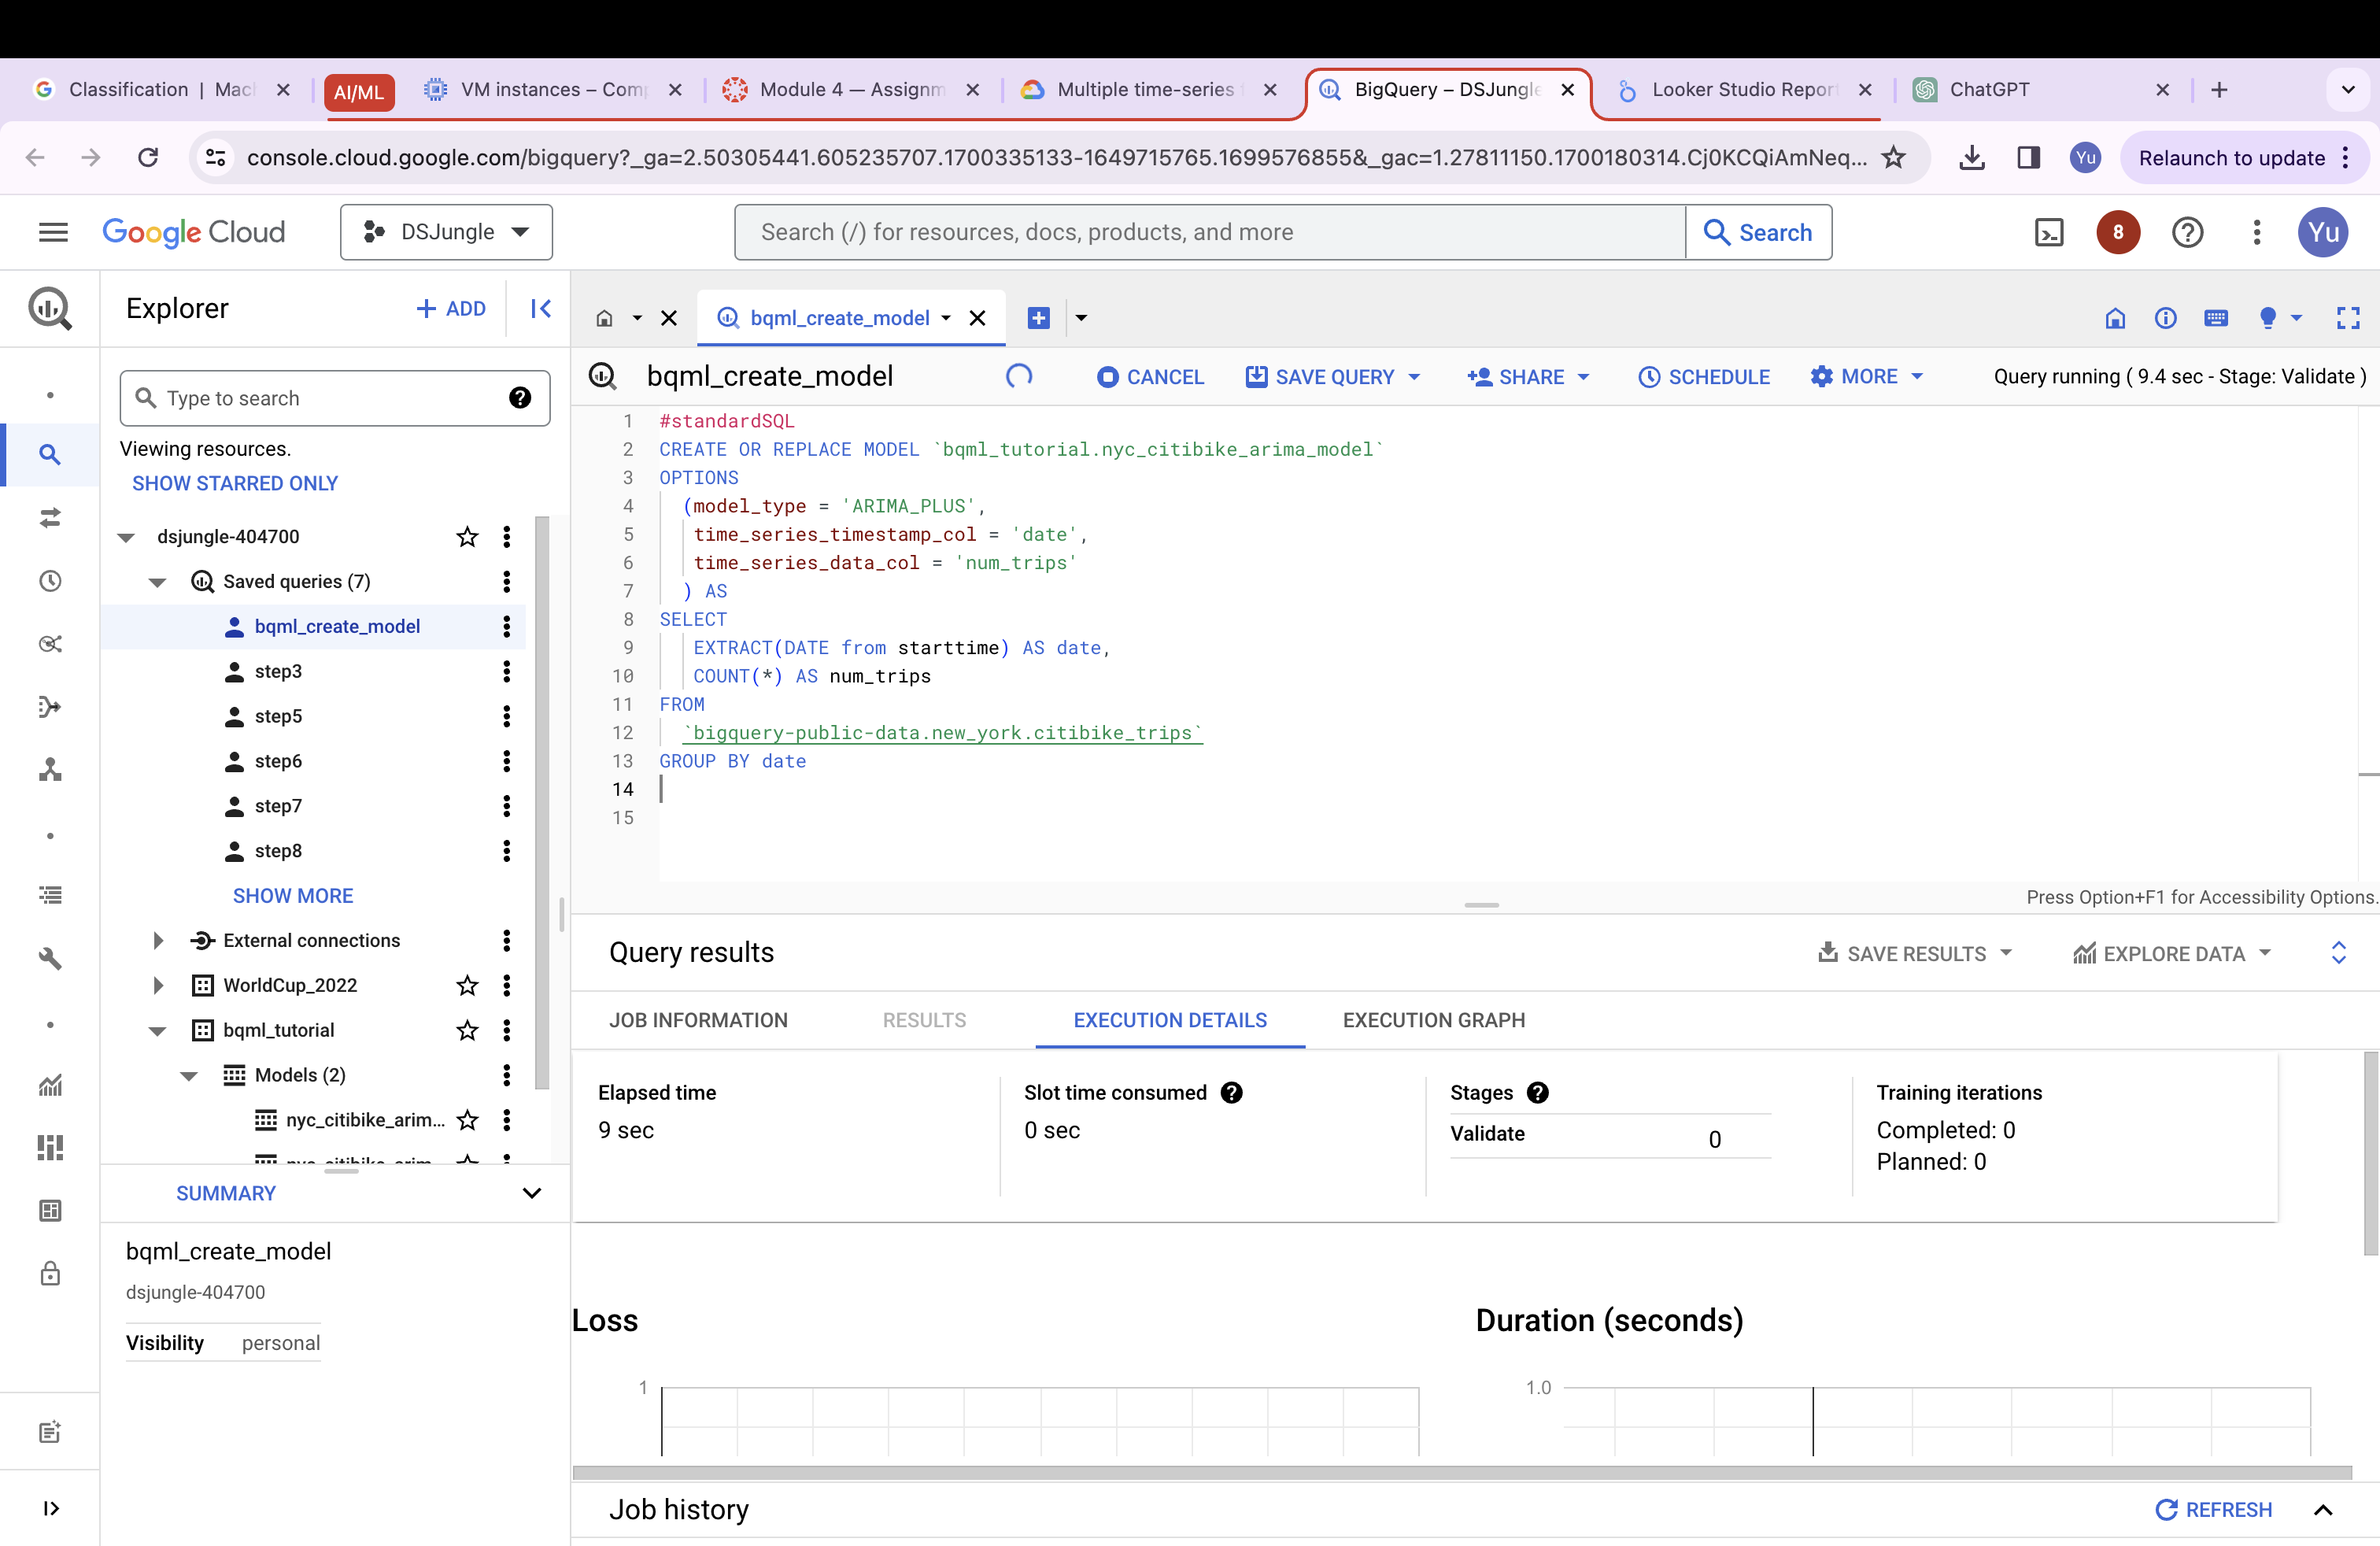 Classification | Mac
AI/ML
VM instances – Com
Module 4 — Assignm
Multiple time-series
BigQuery – DSJungle
Looker Studio Report
ChatGPT
console.cloud.google.com/bigquery?_ga=2.50305441.605235707.1700335133-1649715765.1699576855&_gac=1.27811150.1700180314.Cj0KCQiAmNeq...
Yu
Relaunch to update
Google Cloud
DSJungle
Search (/) for resources, docs, products, and more
Search
8
Yu
Explorer
+ ADD
Type to search
Viewing resources.
SHOW STARRED ONLY
dsjungle-404700
Saved queries (7)
bqml_create_model
step3
step5
step6
step7
step8
SHOW MORE
External connections
WorldCup_2022
bqml_tutorial
Models (2)
nyc_citibike_arim...
SUMMARY
bqml_create_model
dsjungle-404700
Visibility personal
bqml_create_model
bqml_create_model
CANCEL
SAVE QUERY
SHARE
SCHEDULE
MORE
Query running ( 9.4 sec - Stage: Validate )
1 #standardSQL
2 CREATE OR REPLACE MODEL `bqml_tutorial.nyc_citibike_arima_model`
3 OPTIONS
4 (model_type = 'ARIMA_PLUS',
5 time_series_timestamp_col = 'date',
6 time_series_data_col = 'num_trips'
7 ) AS
8 SELECT
9 EXTRACT(DATE from starttime) AS date,
10 COUNT(*) AS num_trips
11 FROM
12 `bigquery-public-data.new_york.citibike_trips`
13 GROUP BY date
14
15
Press Option+F1 for Accessibility Options.
Query results
SAVE RESULTS
EXPLORE DATA
JOB INFORMATION
RESULTS
EXECUTION DETAILS
EXECUTION GRAPH
Elapsed time
9 sec
Slot time consumed
0 sec
Stages
Validate 0
Training iterations
Completed: 0
Planned: 0
Loss
1
Duration (seconds)
1.0
Job history
REFRESH